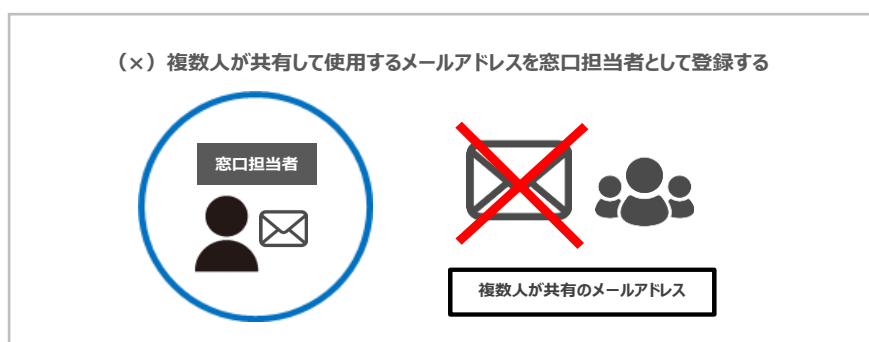 （×）複数人が共有して使用するメールアドレスを窓口担当者として登録する
窓口担当者
複数人が共有のメールアドレス